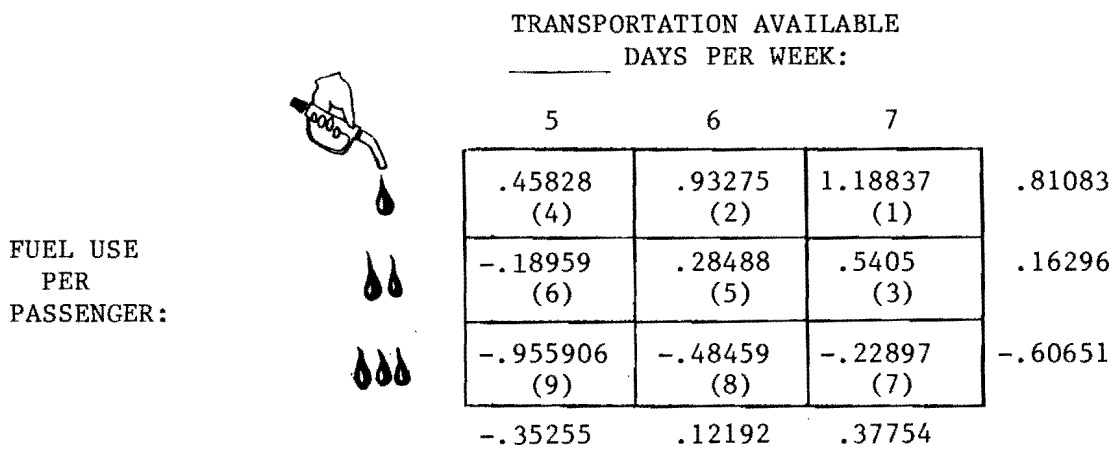 TRANSPORTATION AVAILABLE
______ DAYS PER WEEK:
5 6 7
.45828 .93275 1.18837 .81083
(4) (2) (1)
FUEL USE
PER
PASSENGER:
-.18959 .28488 .5405 .16296
(6) (5) (3)
-.955906 -.48459 -.22897 -.60651
(9) (8) (7)
-.35255 .12192 .37754